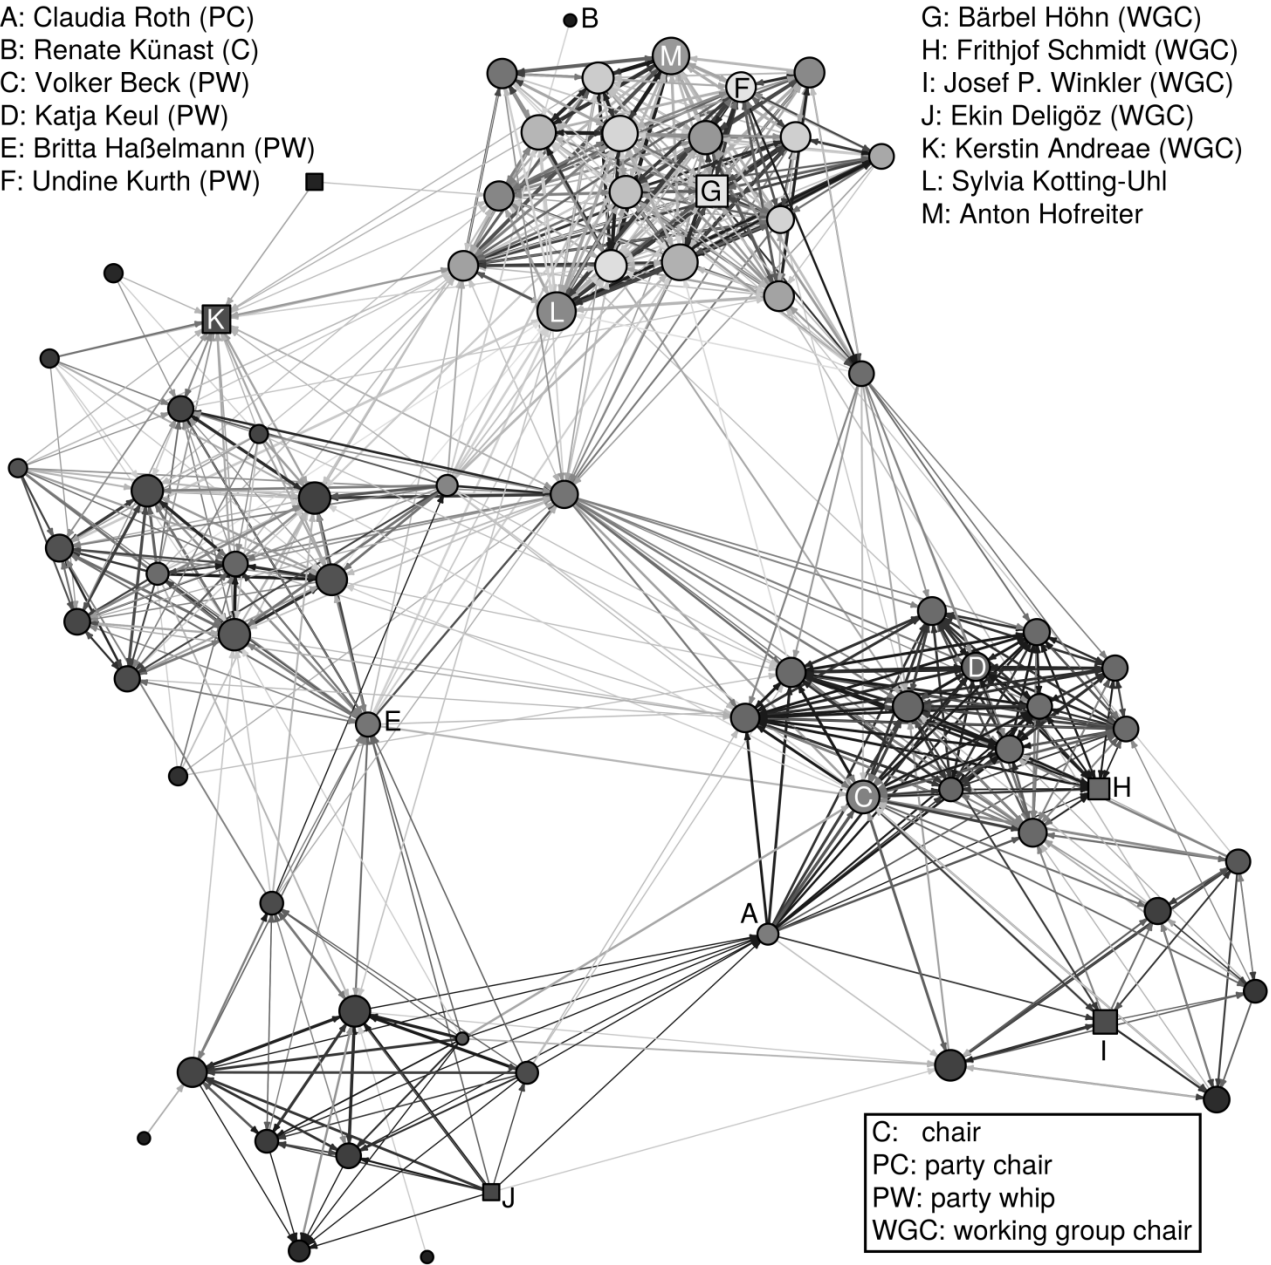 A: Claudia Roth (PC)
B: Renate Künast (C)
C: Volker Beck (PW)
D: Katja Keul (PW)
E: Britta Haßelmann (PW)
F: Undine Kurth (PW)
G: Bärbel Höhn (WGC)
H: Frithjof Schmidt (WGC)
I: Josef P. Winkler (WGC)
J: Ekin Deligöz (WGC)
K: Kerstin Andreae (WGC)
L: Sylvia Kotting-Uhl
M: Anton Hofreiter
B
M
F
G
L
K
E
D
C
H
A
I
J
C: chair
PC: party chair
PW: party whip
WGC: working group chair